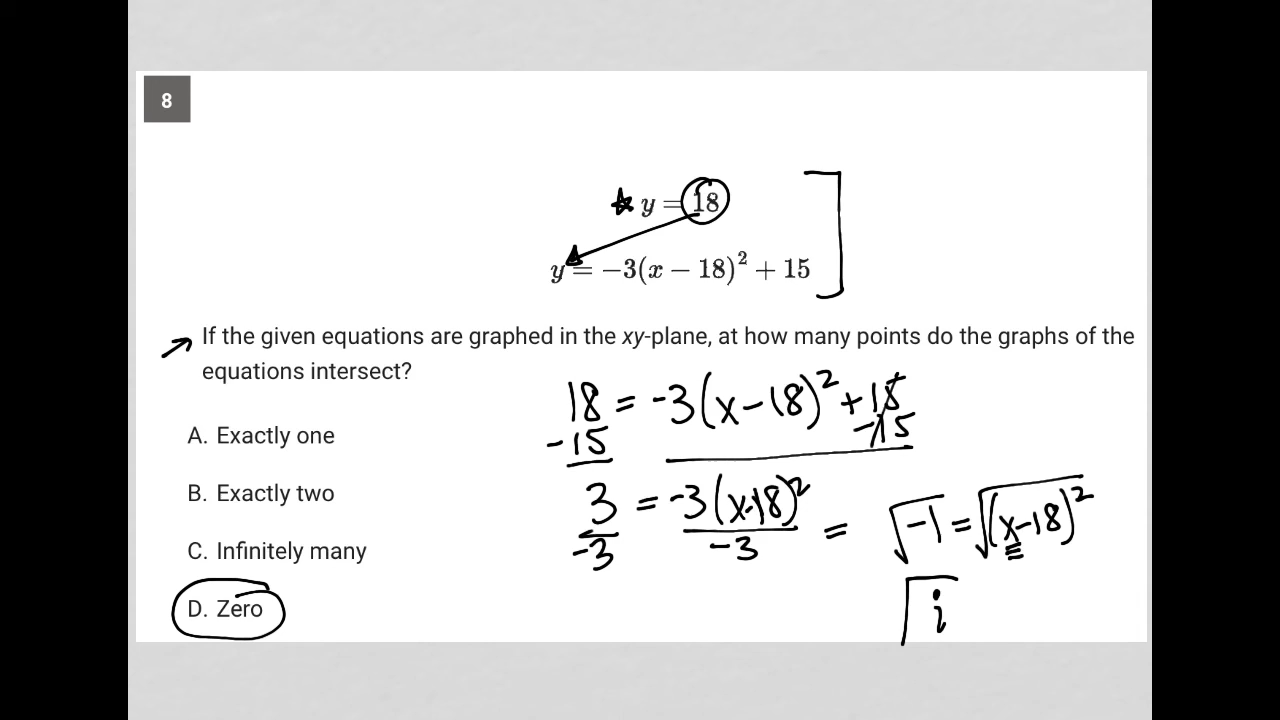 8
★ y = 18
y = −3(x − 18)² + 15
If the given equations are graphed in the xy-plane, at how many points do the graphs of the
equations intersect?
18 = -3(x-18)² + 15
-15 -15
3 = -3(x-18)²
-3 -3
= √-1 = √(x-18)²
i
A. Exactly one
B. Exactly two
C. Infinitely many
D. Zero